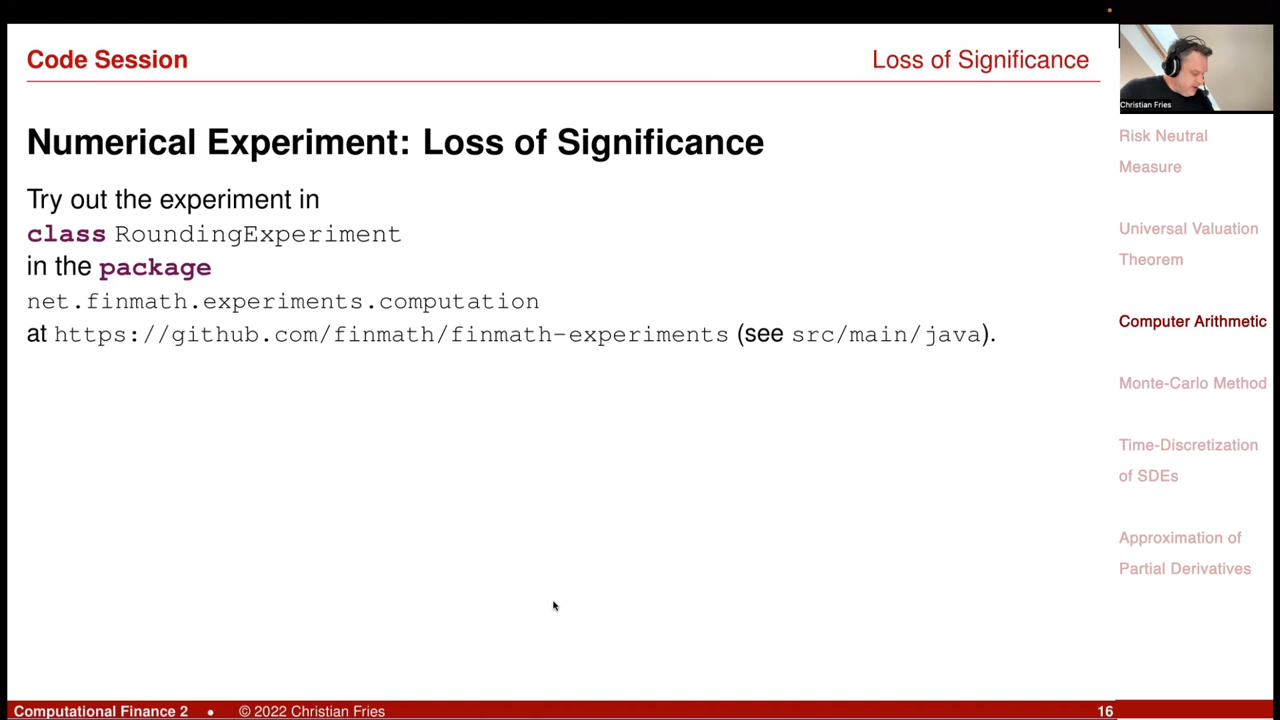 Code Session
Loss of Significance
Christian Fries
Numerical Experiment: Loss of Significance
Try out the experiment in
class RoundingExperiment
in the package
net.finmath.experiments.computation
at https://github.com/finmath/finmath-experiments (see src/main/java).
Risk Neutral
Measure
Universal Valuation
Theorem
Computer Arithmetic
Monte-Carlo Method
Time-Discretization
of SDEs
Approximation of
Partial Derivatives
Computational Finance 2 • © 2022 Christian Fries
16